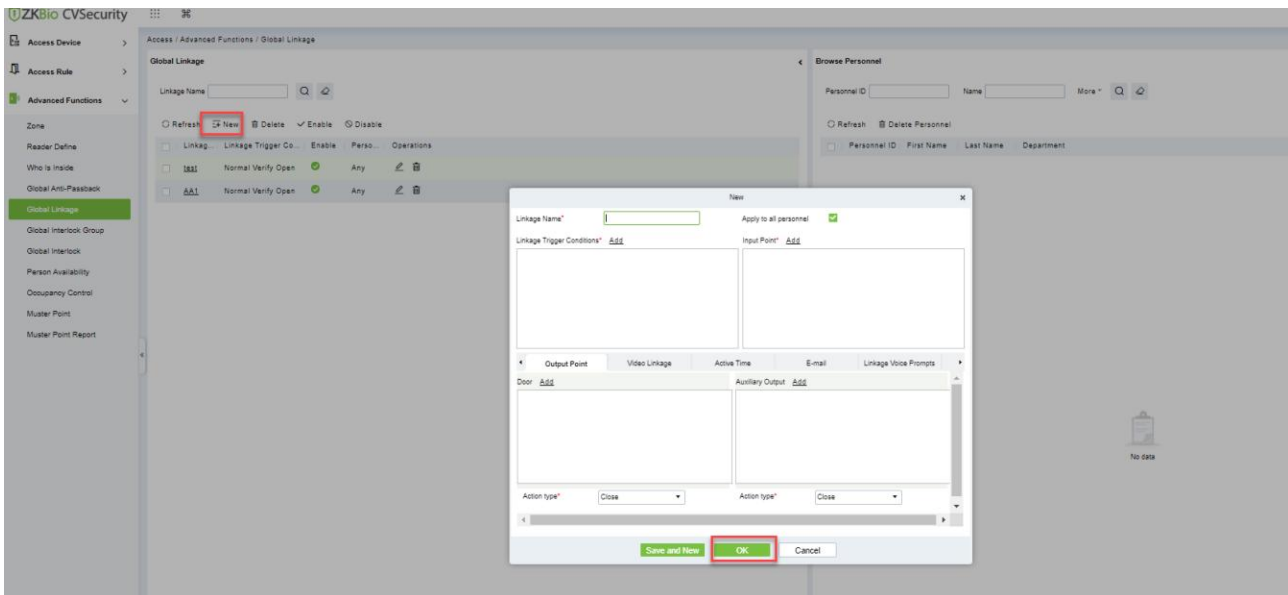 ZKBio CVSecurity
Access Device
Access Rule
Advanced Functions
Zone
Reader Define
Who Is Inside
Global Anti-Passback
Global Linkage
Global Interlock Group
Global Interlock
Person Availability
Occupancy Control
Muster Point
Muster Point Report
Access / Advanced Functions / Global Linkage
Global Linkage
Linkage Name
Refresh New Delete Enable Disable
Linkag... Linkage Trigger Co... Enable Perso... Operations
test Normal Verify Open Any
AA1 Normal Verify Open Any
Browse Personnel
Personnel ID Name More
Refresh Delete Personnel
Personnel ID First Name Last Name Department
No data
New
Linkage Name* Apply to all personnel
Linkage Trigger Conditions* Add Input Point* Add
Output Point Video Linkage Active Time E-mail Linkage Voice Prompts
Door Add Auxiliary Output Add
Action type* Close Action type* Close
Save and New OK Cancel